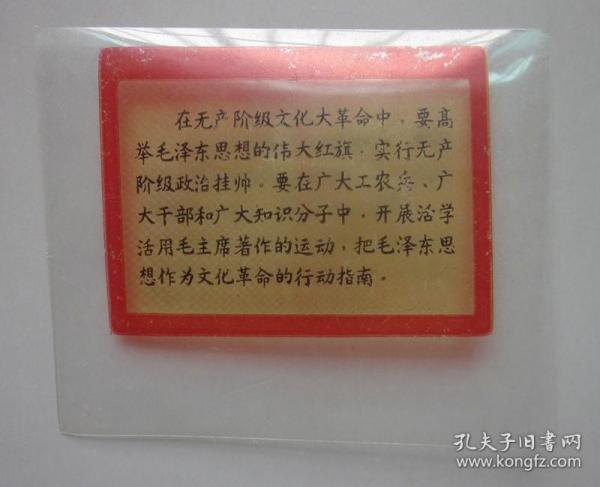 在无产阶级文化大革命中，要高
举毛泽东思想的伟大红旗，实行无产
阶级政治挂帅。要在广大工农兵、广
大干部和广大知识分子中，开展活学
活用毛主席著作的运动，把毛泽东思
想作为文化革命的行动指南。
孔夫子旧书网
www.kongfz.com